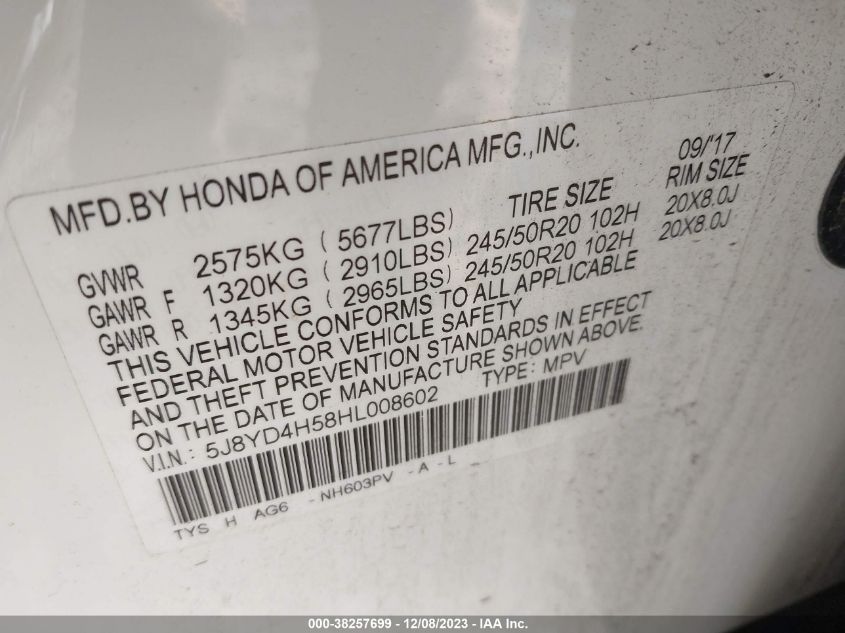 MFD.BY HONDA OF AMERICA MFG.,INC. 09/'17
TIRE SIZE RIM SIZE
GVWR 2575KG ( 5677LBS)
GAWR F 1320KG ( 2910LBS) 245/50R20 102H 20X8.0J
GAWR R 1345KG ( 2965LBS) 245/50R20 102H 20X8.0J
THIS VEHICLE CONFORMS TO ALL APPLICABLE
FEDERAL MOTOR VEHICLE SAFETY
AND THEFT PREVENTION STANDARDS IN EFFECT
ON THE DATE OF MANUFACTURE SHOWN ABOVE.
V.I.N.: 5J8YD4H58HL008602 TYPE: MPV
TYS H AG6 -NH603PV -A -L _
000-38257699 - 12/08/2023 - IAA Inc.